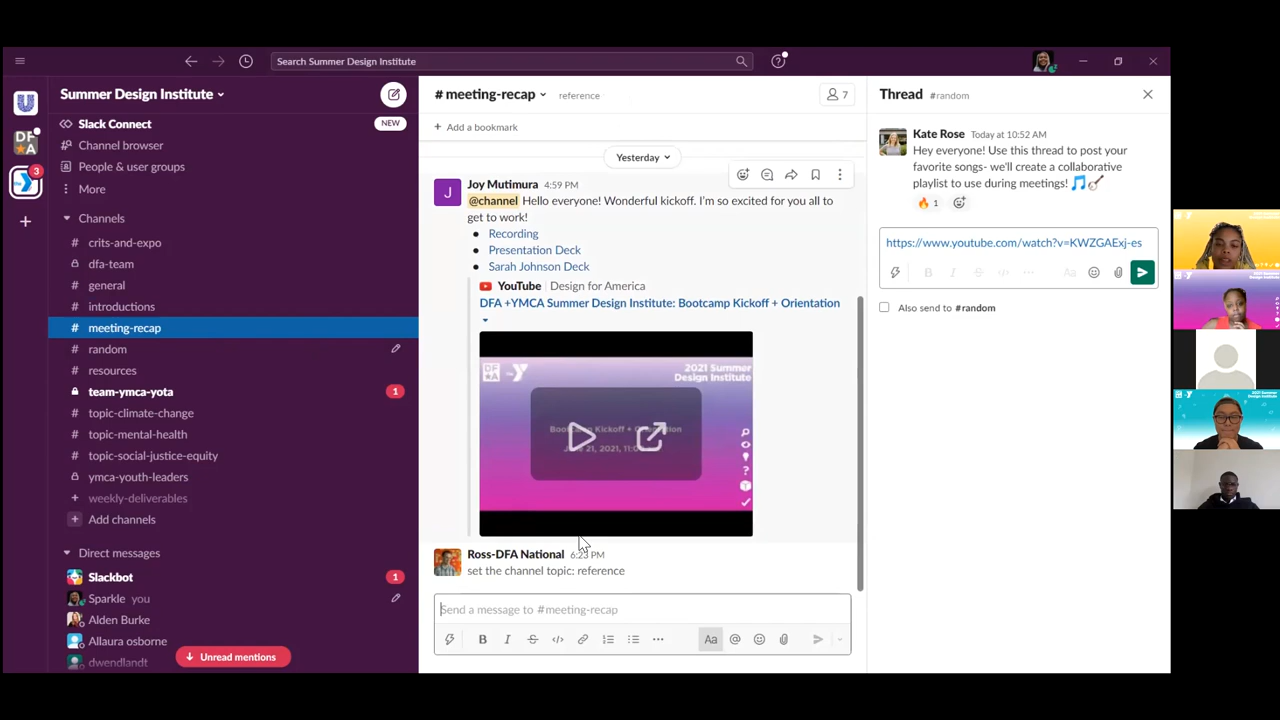 Search Summer Design Institute
Summer Design Institute
Slack Connect
NEW
Channel browser
People & user groups
More
DF
A
3
Channels
# crits-and-expo
dfa-team
# general
# introductions
# meeting-recap
# random
# resources
team-ymca-yota
1
# topic-climate-change
# topic-mental-health
# topic-social-justice-equity
ymca-youth-leaders
+ weekly-deliverables
+ Add channels
Direct messages
Slackbot
1
Sparkle you
Alden Burke
Allaura osborne
dwendlandt
Unread mentions
# meeting-recap
reference
7
+ Add a bookmark
Yesterday
J
Joy Mutimura 4:59 PM
@channel Hello everyone! Wonderful kickoff. I'm so excited for you all to
get to work!
• Recording
• Presentation Deck
• Sarah Johnson Deck
YouTube | Design for America
DFA +YMCA Summer Design Institute: Bootcamp Kickoff + Orientation
2021 Summer
Design Institute
Ross-DFA National 6:23 PM
set the channel topic: reference
Send a message to #meeting-recap
B I S </>
Aa @
Thread #random
Kate Rose Today at 10:52 AM
Hey everyone! Use this thread to post your
favorite songs- we'll create a collaborative
playlist to use during meetings! 🎵🪕
🔥 1
https://www.youtube.com/watch?v=KWZGAExj-es
B I S </> Aa
Also send to #random